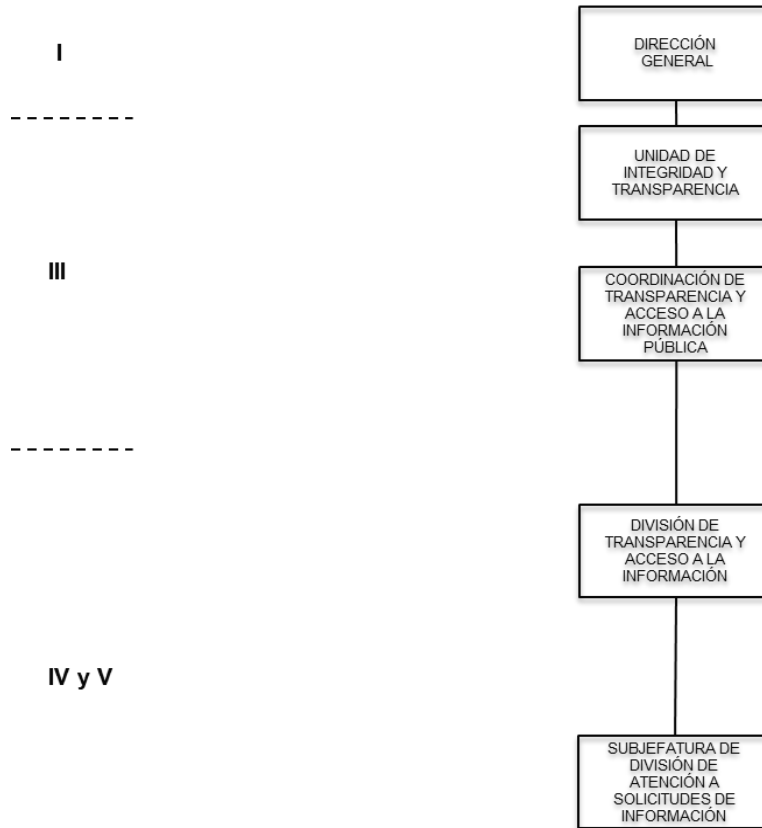 I
DIRECCIÓN
GENERAL
UNIDAD DE
INTEGRIDAD Y
TRANSPARENCIA
III
COORDINACIÓN DE
TRANSPARENCIA Y
ACCESO A LA
INFORMACIÓN
PÚBLICA
DIVISIÓN DE
TRANSPARENCIA Y
ACCESO A LA
INFORMACIÓN
IV y V
SUBJEFATURA DE
DIVISIÓN DE
ATENCIÓN A
SOLICITUDES DE
INFORMACIÓN